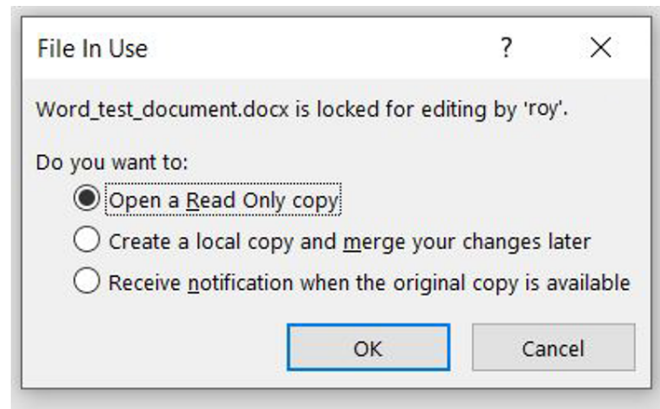 File In Use ?
Word_test_document.docx is locked for editing by 'roy'.
Do you want to:
Open a Read Only copy
Create a local copy and merge your changes later
Receive notification when the original copy is available
OK Cancel